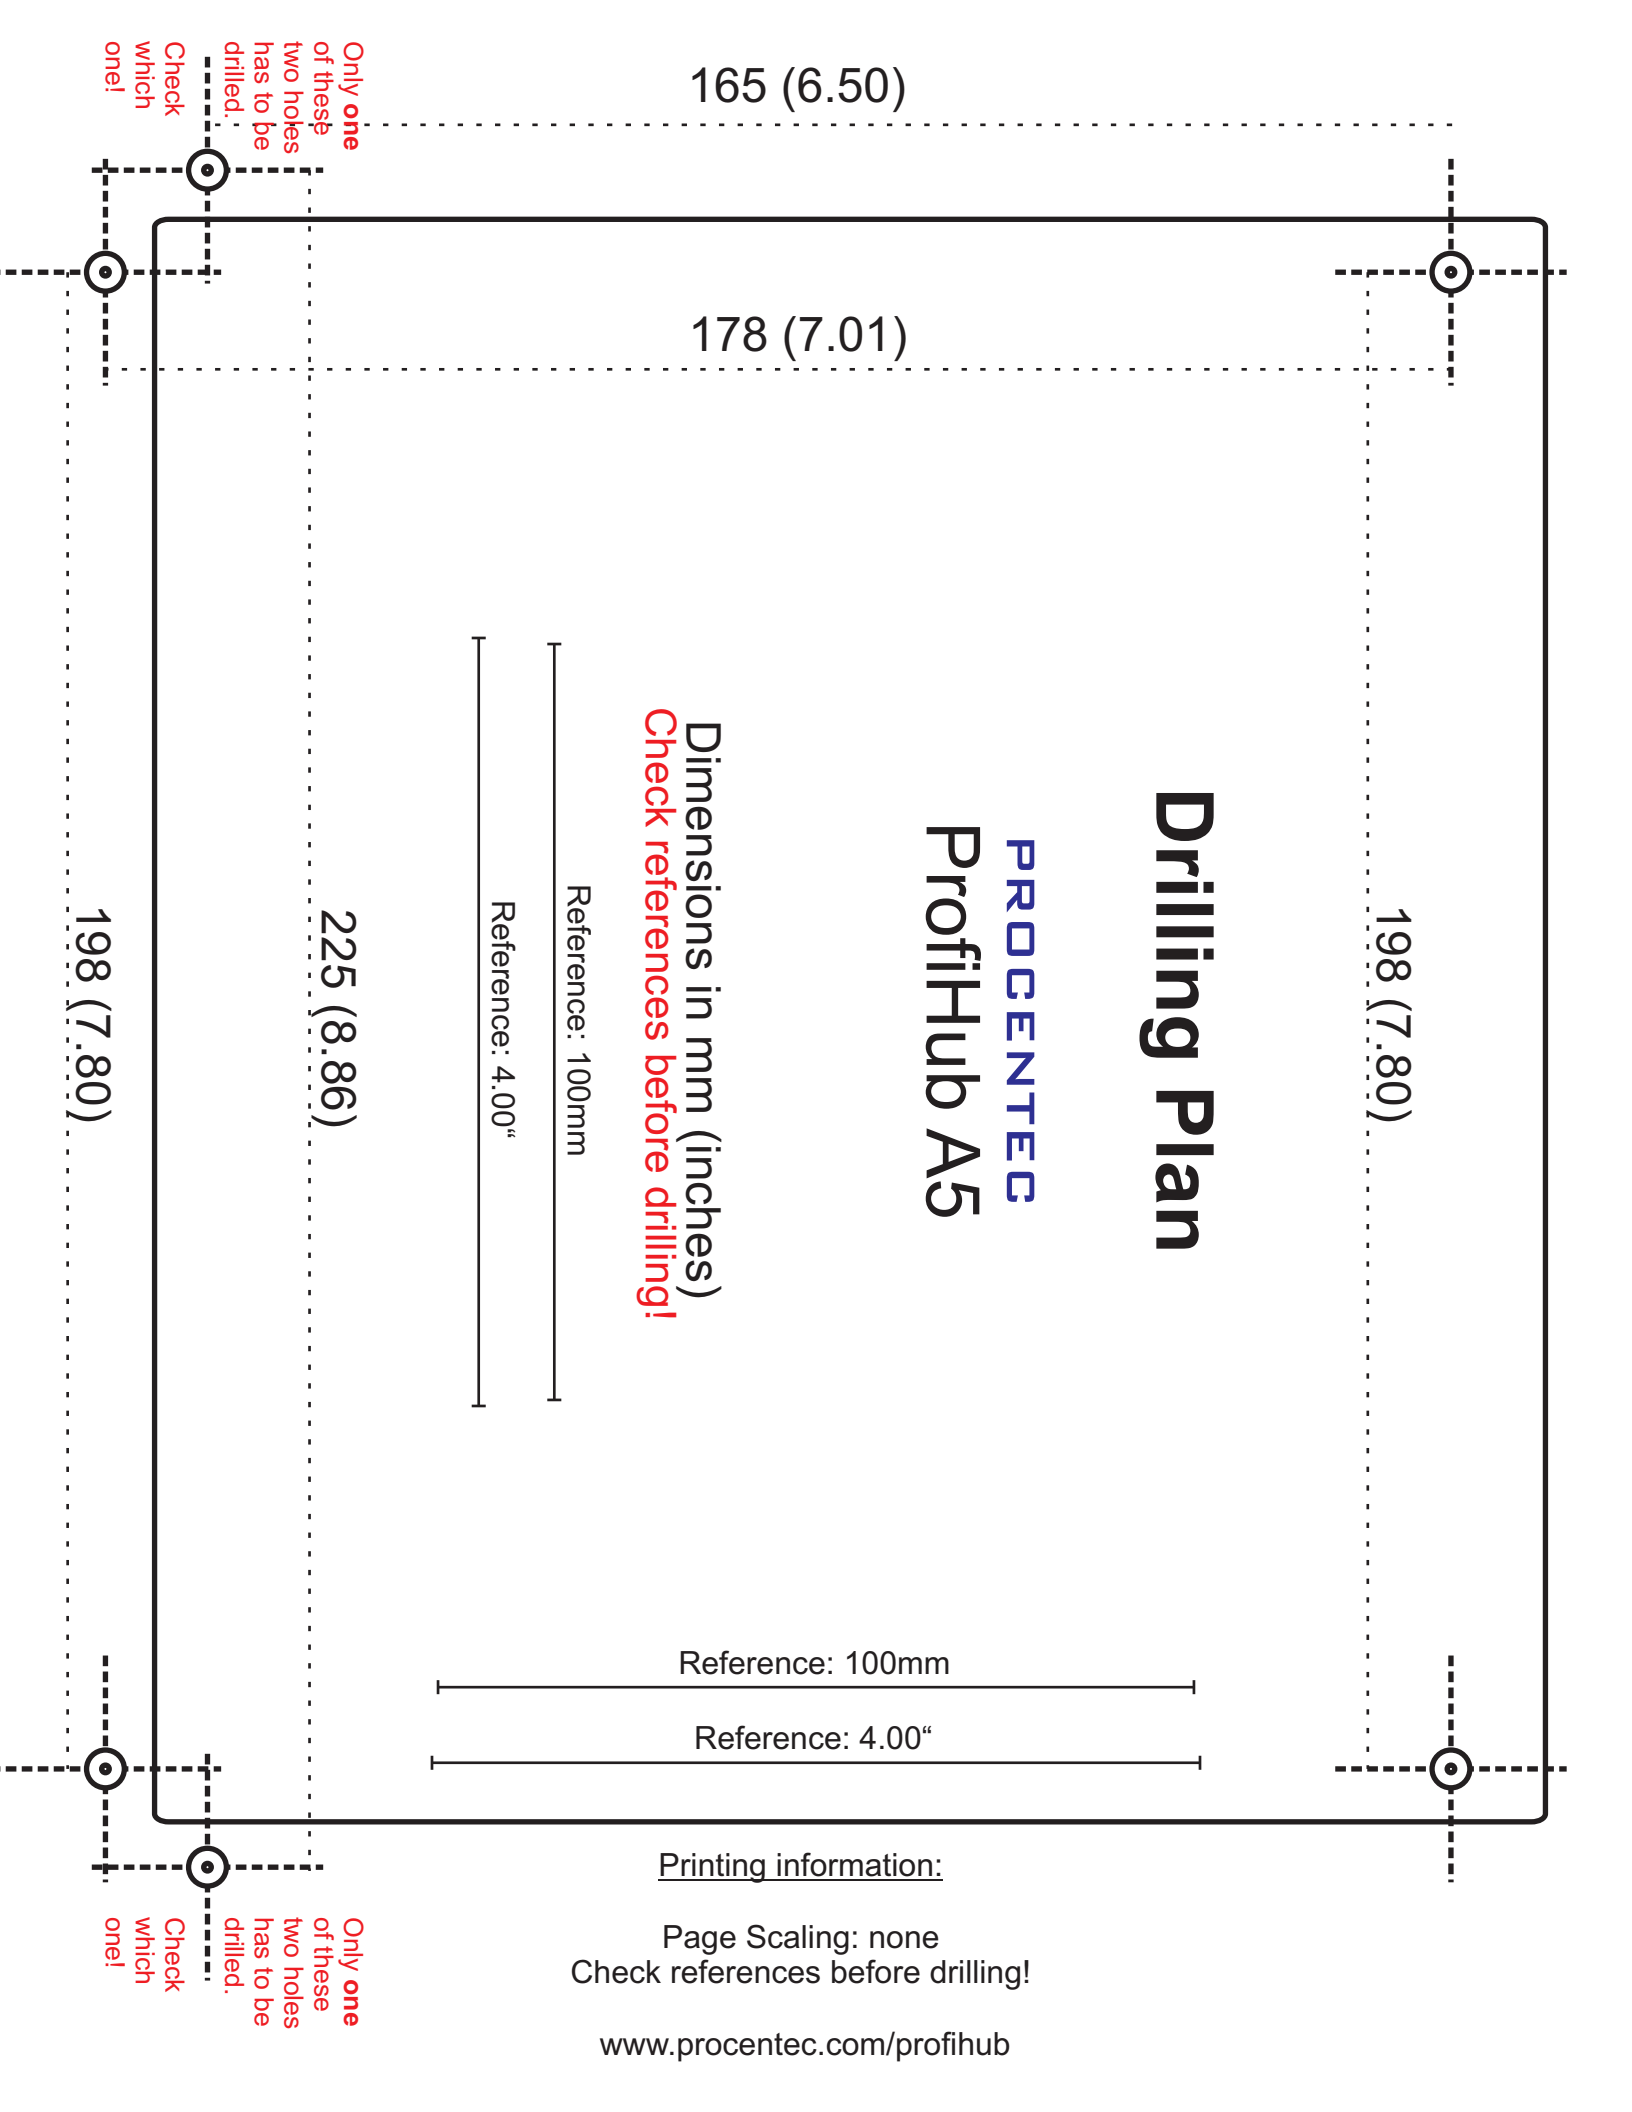 Only one
of these
two holes
has to be
drilled.
Check
which
one!
165 (6.50)
178 (7.01)
198 (7.80)
Drilling Plan
PROCENTEC
ProfiHub A5
Dimensions in mm (inches)
Check references before drilling!
Reference: 100mm
Reference: 4.00“
225 (8.86)
198 (7.80)
Reference: 100mm
Reference: 4.00“
Only one
of these
two holes
has to be
drilled.
Check
which
one!
Printing information:
Page Scaling: none
Check references before drilling!
www.procentec.com/profihub